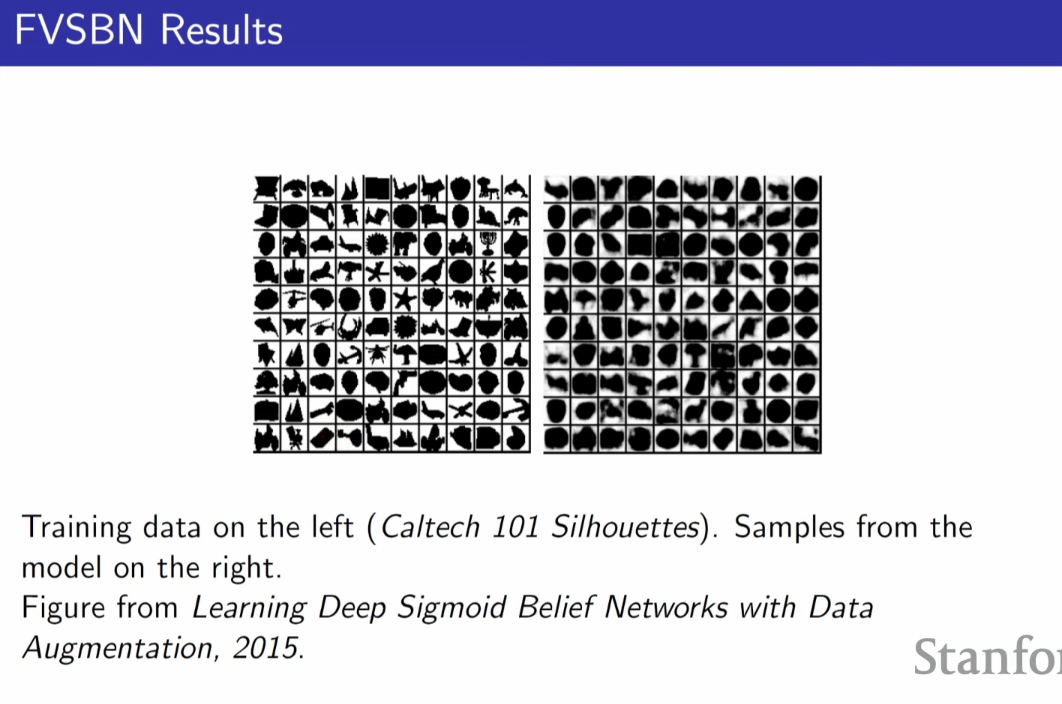 FVSBN Results
Training data on the left (Caltech 101 Silhouettes). Samples from the
model on the right.
Figure from Learning Deep Sigmoid Belief Networks with Data
Augmentation, 2015.
Stanfo